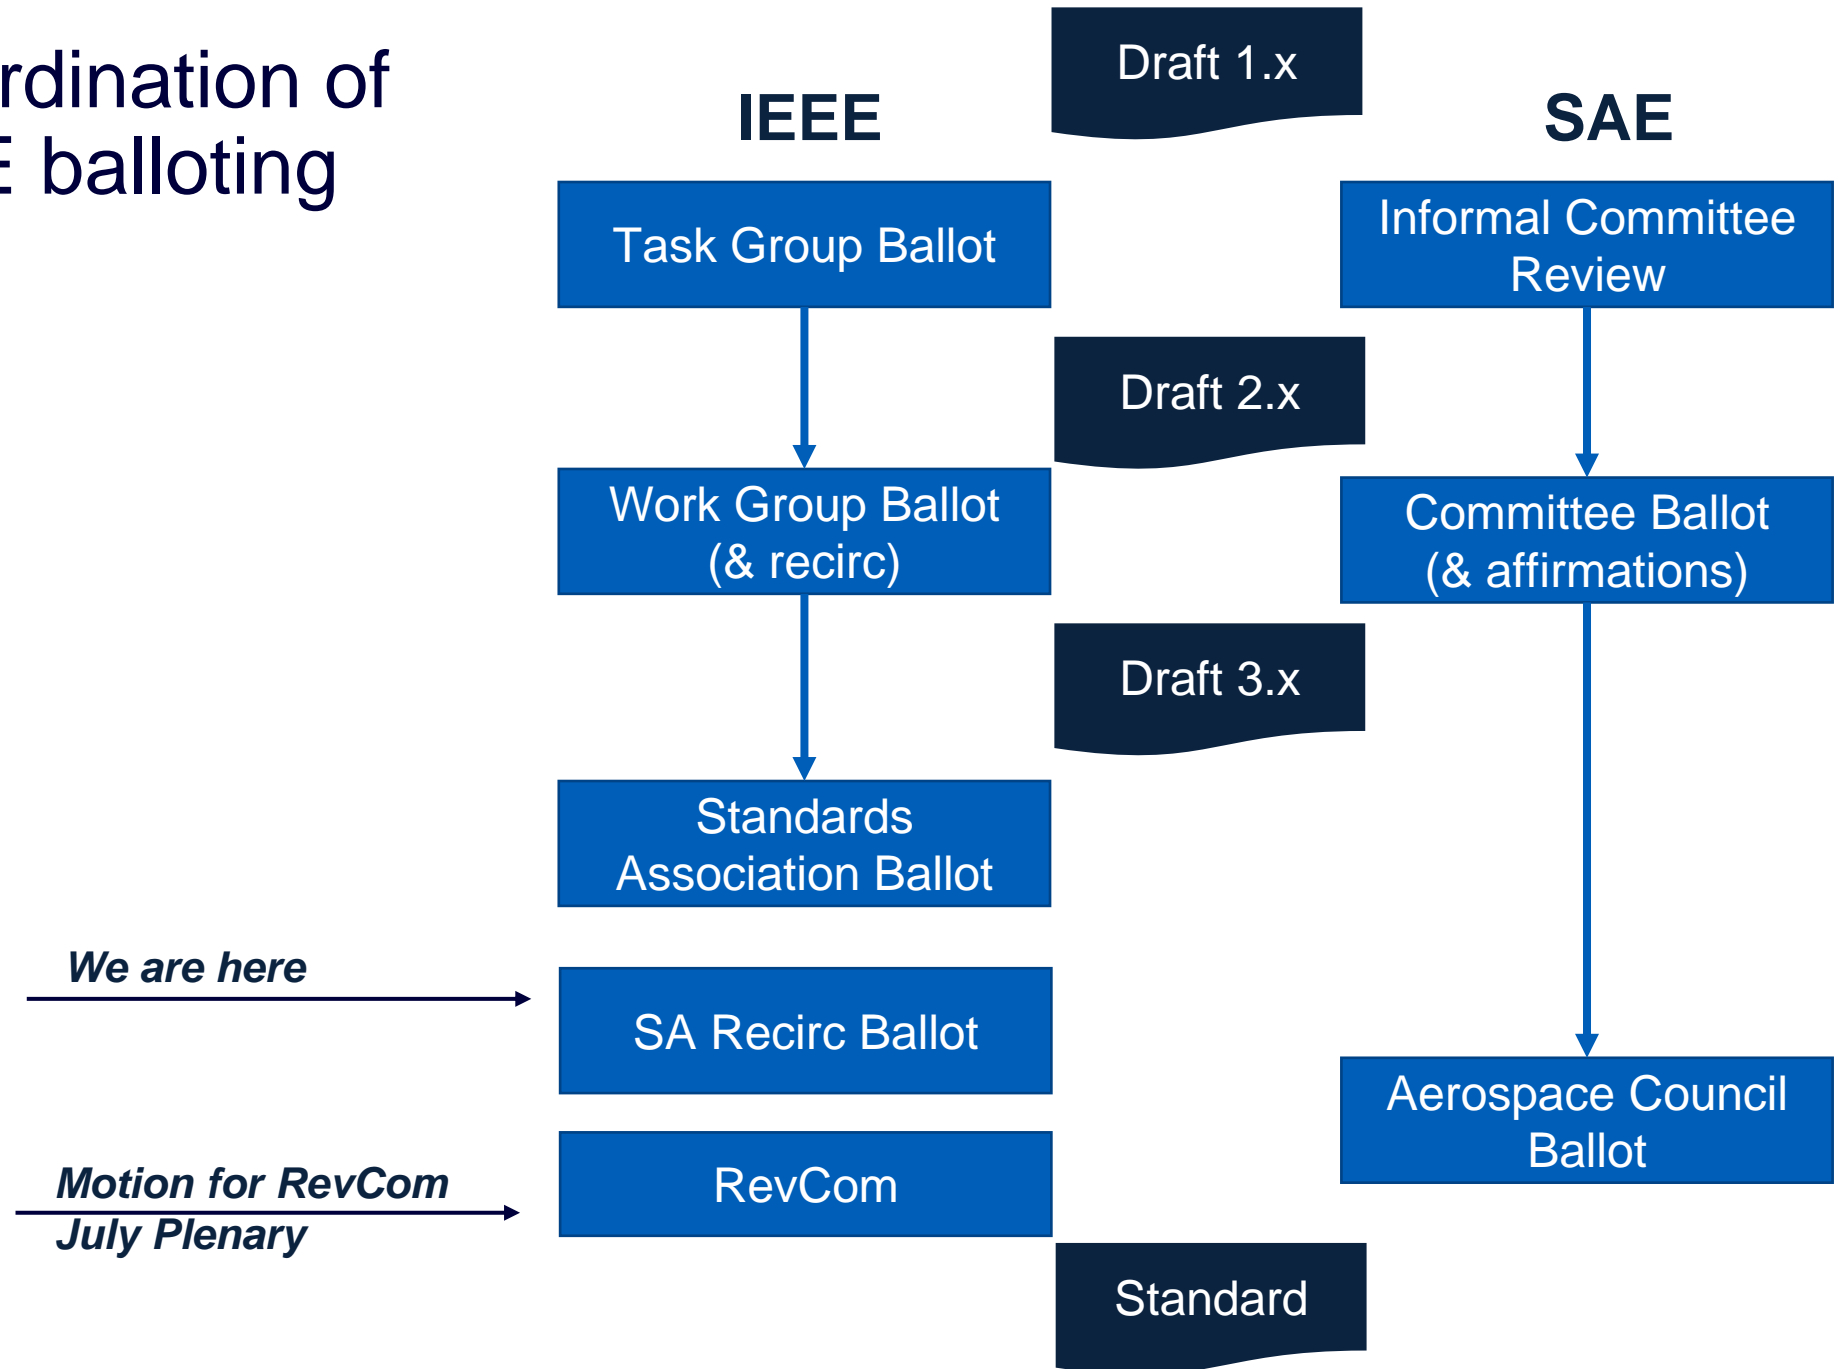 rdination of
E balloting
IEEE
Draft 1.x
SAE
Task Group Ballot
Informal Committee
Review
Draft 2.x
Work Group Ballot
(& recirc)
Committee Ballot
(& affirmations)
Draft 3.x
Standards
Association Ballot
We are here
SA Recirc Ballot
Aerospace Council
Ballot
Motion for RevCom
July Plenary
RevCom
Standard